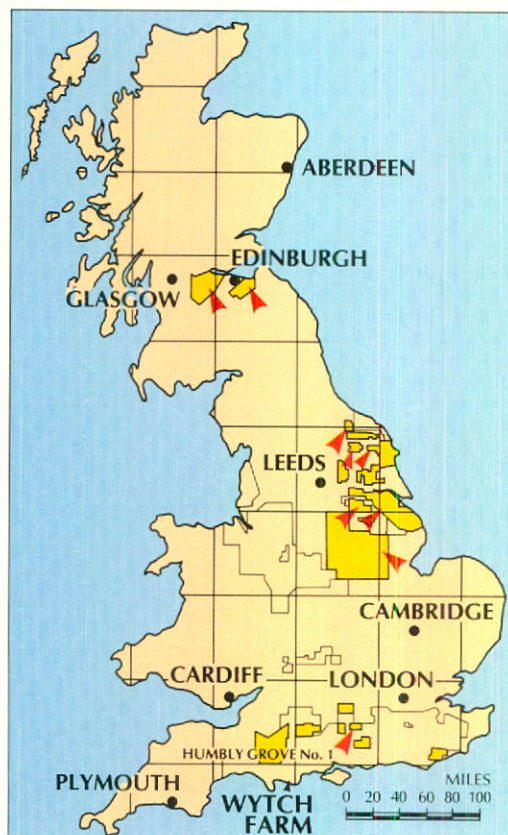 ABERDEEN
EDINBURGH
GLASGOW
LEEDS
CAMBRIDGE
CARDIFF
LONDON
HUMBLY GROVE No. 1
PLYMOUTH
WYTCH
FARM
MILES
0 20 40 60 80 100